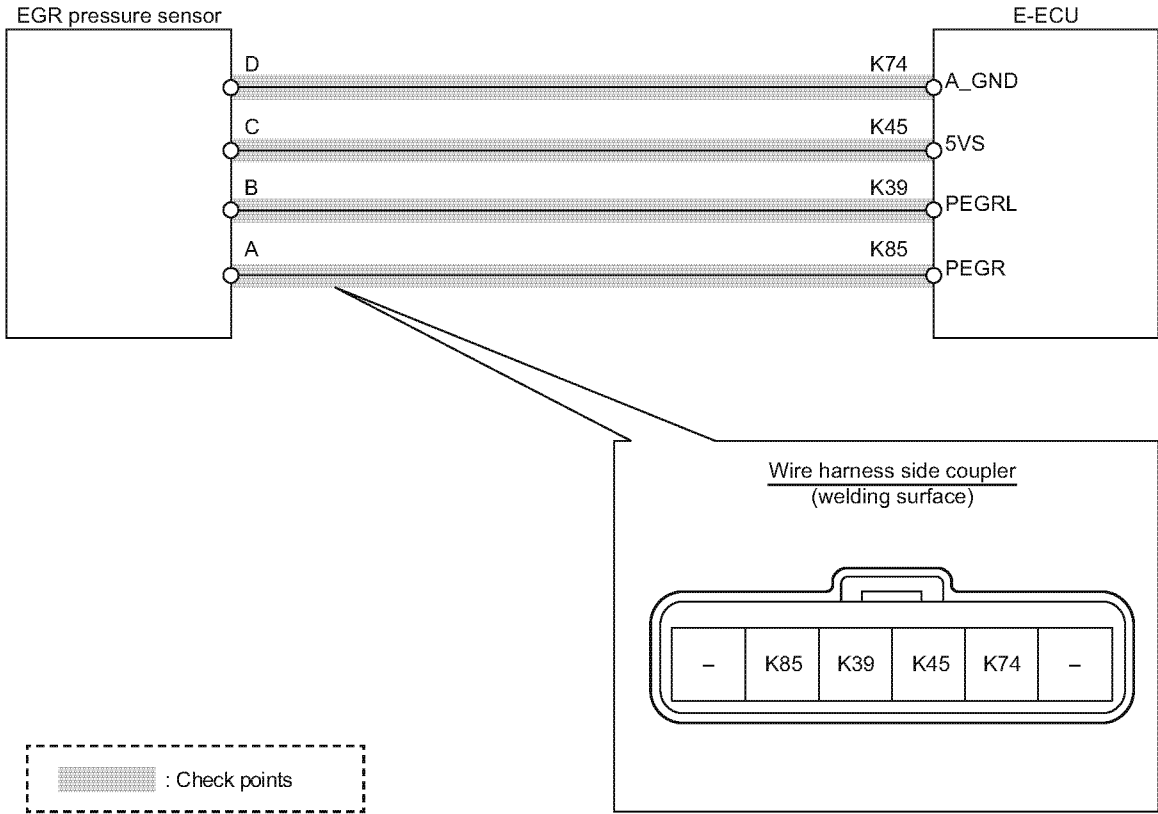 EGR pressure sensor
E-ECU
D
K74
A_GND
C
K45
5VS
B
K39
PEGRL
A
K85
PEGR
Wire harness side coupler
(welding surface)
– K85 K39 K45 K74 –
: Check points